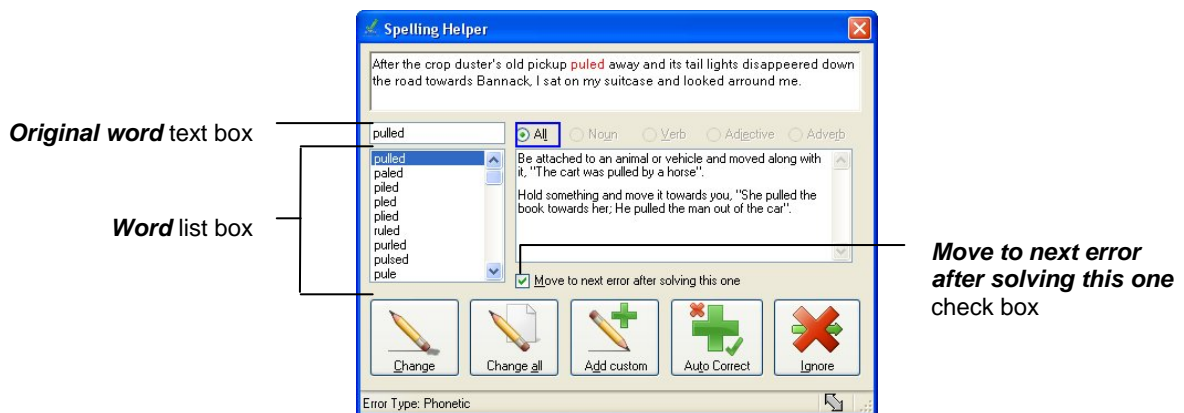 Spelling Helper
After the crop duster's old pickup puled away and its tail lights disappeered down
the road towards Bannack, I sat on my suitcase and looked arround me.
Original word text box
pulled
All Noun Verb Adjective Adverb
pulled
paled
piled
pled
plied
ruled
purled
pulsed
pule
Be attached to an animal or vehicle and moved along with
it, "The cart was pulled by a horse".
Hold something and move it towards you, "She pulled the
book towards her; He pulled the man out of the car".
Word list box
Move to next error after solving this one
Move to next error
after solving this one
check box
Change
Change all
Add custom
Auto Correct
Ignore
Error Type: Phonetic